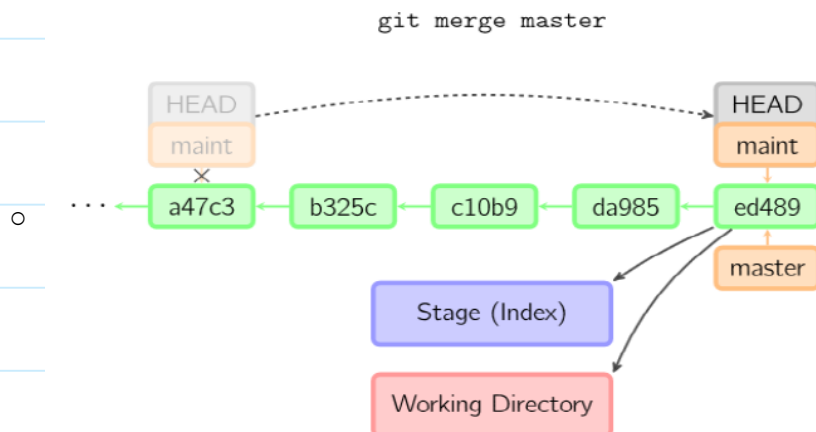 git merge master
HEAD HEAD
maint maint
... a47c3 b325c c10b9 da985 ed489
master
Stage (Index)
Working Directory